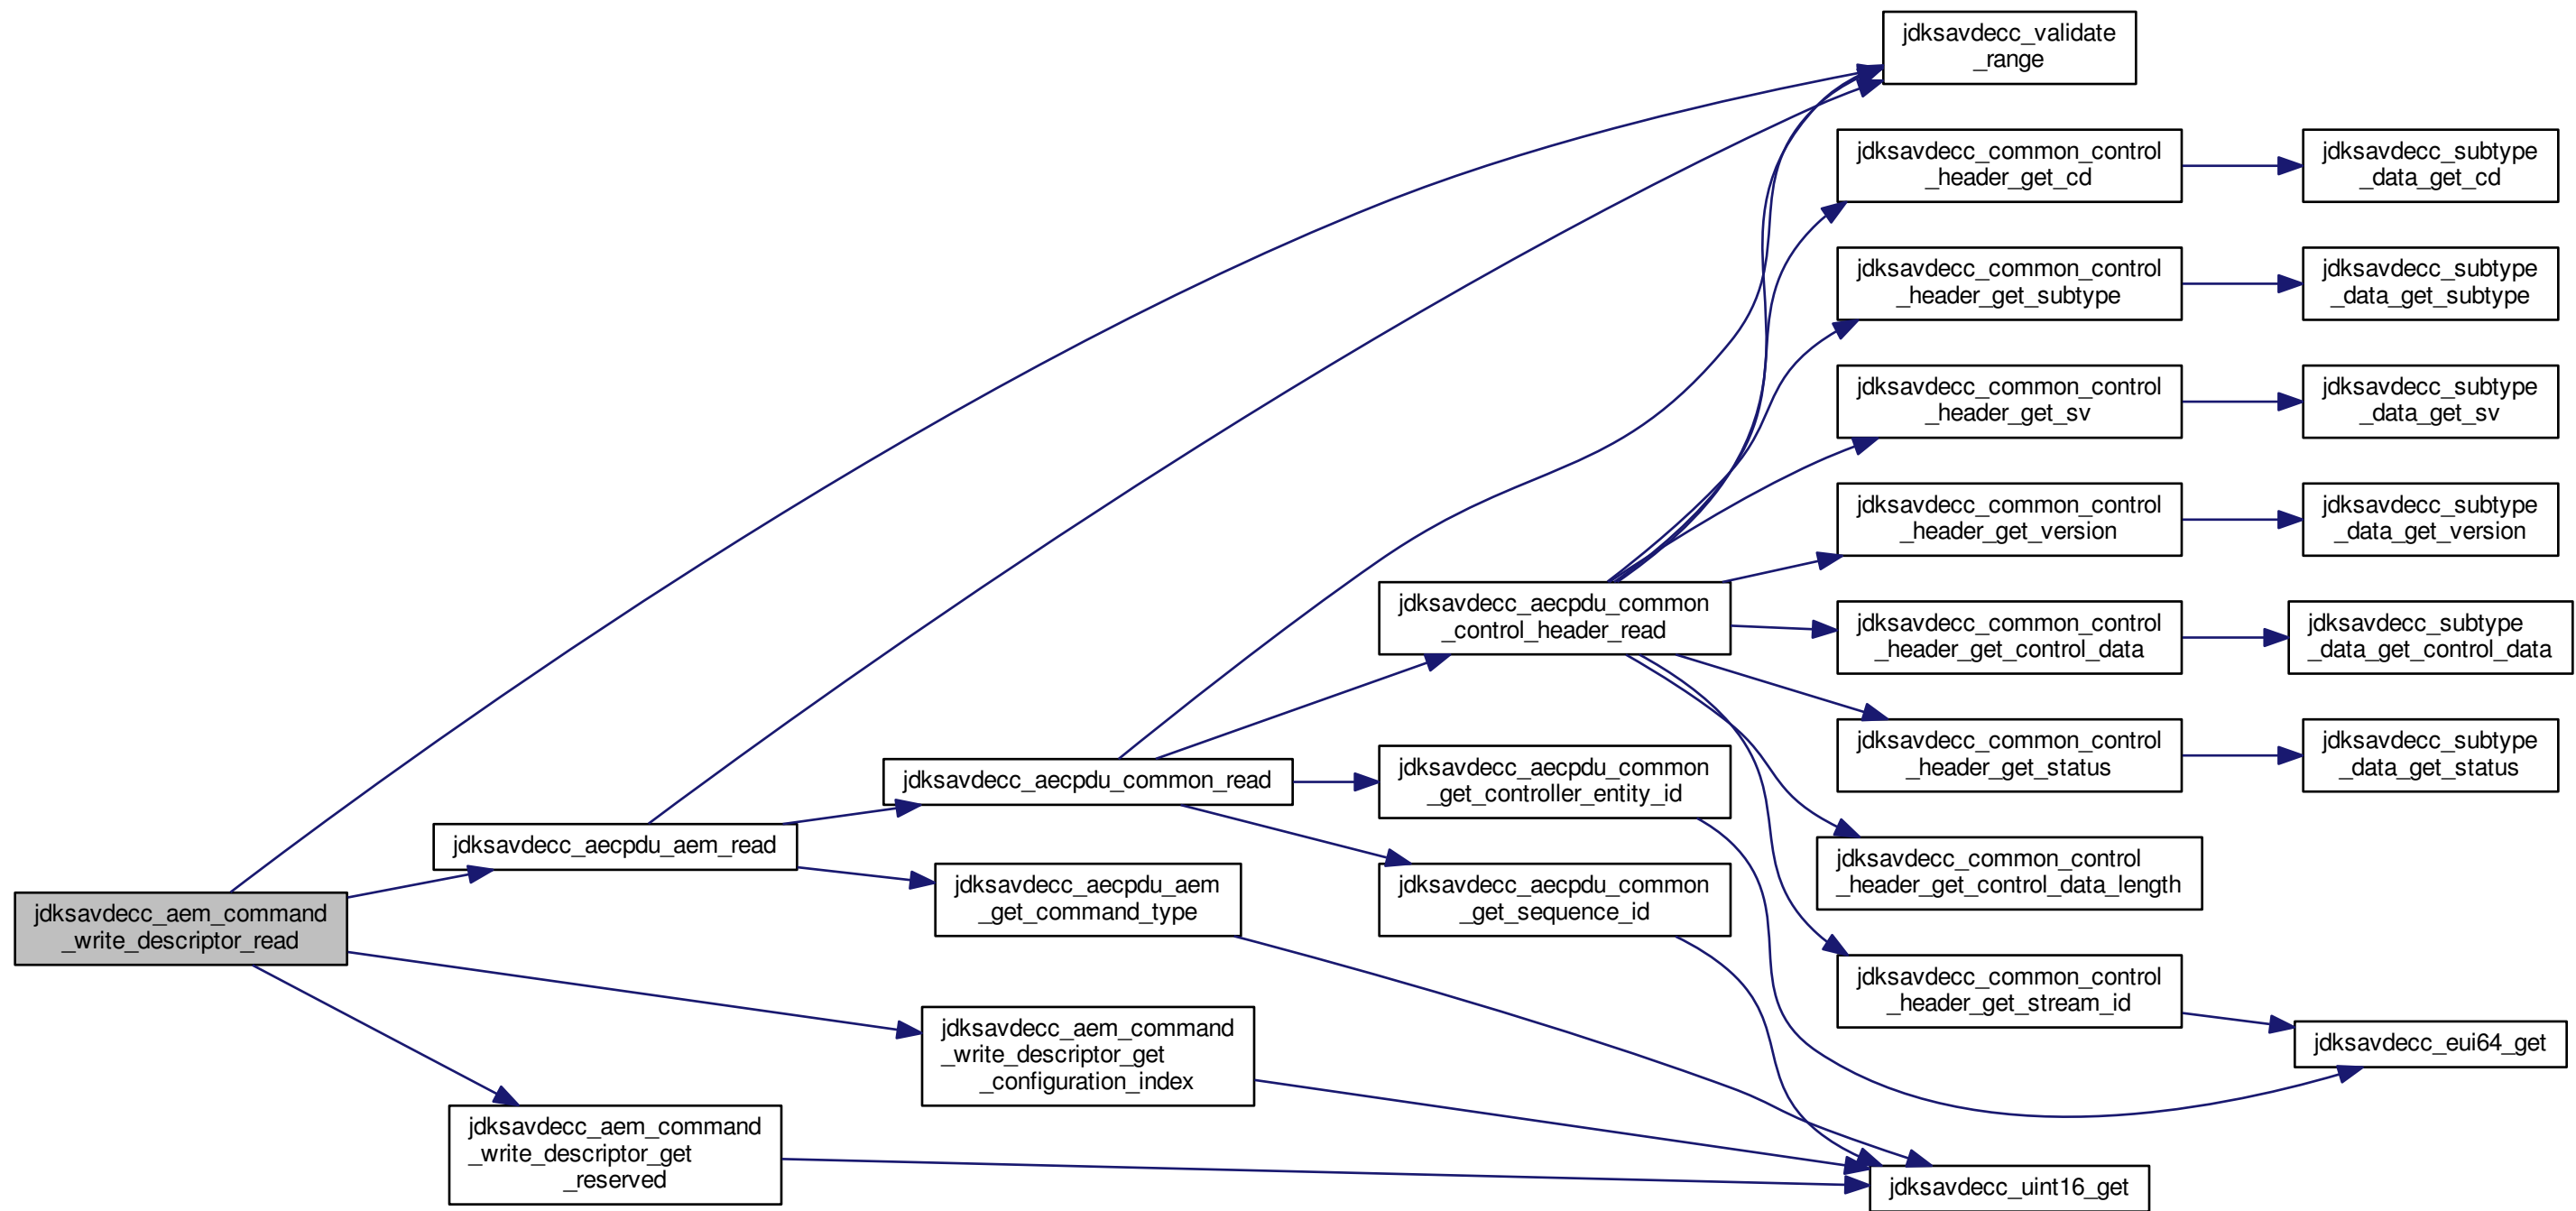 jdksavdecc_aem_command
_write_descriptor_read
jdksavdecc_aecpdu_aem_read
jdksavdecc_aem_command
_write_descriptor_get
_reserved
jdksavdecc_aecpdu_common_read
jdksavdecc_aecpdu_aem
_get_command_type
jdksavdecc_aem_command
_write_descriptor_get
_configuration_index
jdksavdecc_aecpdu_common
_control_header_read
jdksavdecc_aecpdu_common
_get_controller_entity_id
jdksavdecc_aecpdu_common
_get_sequence_id
jdksavdecc_validate
_range
jdksavdecc_common_control
_header_get_cd
jdksavdecc_common_control
_header_get_subtype
jdksavdecc_common_control
_header_get_sv
jdksavdecc_common_control
_header_get_version
jdksavdecc_common_control
_header_get_control_data
jdksavdecc_common_control
_header_get_status
jdksavdecc_common_control
_header_get_control_data_length
jdksavdecc_common_control
_header_get_stream_id
jdksavdecc_uint16_get
jdksavdecc_subtype
_data_get_cd
jdksavdecc_subtype
_data_get_subtype
jdksavdecc_subtype
_data_get_sv
jdksavdecc_subtype
_data_get_version
jdksavdecc_subtype
_data_get_control_data
jdksavdecc_subtype
_data_get_status
jdksavdecc_eui64_get